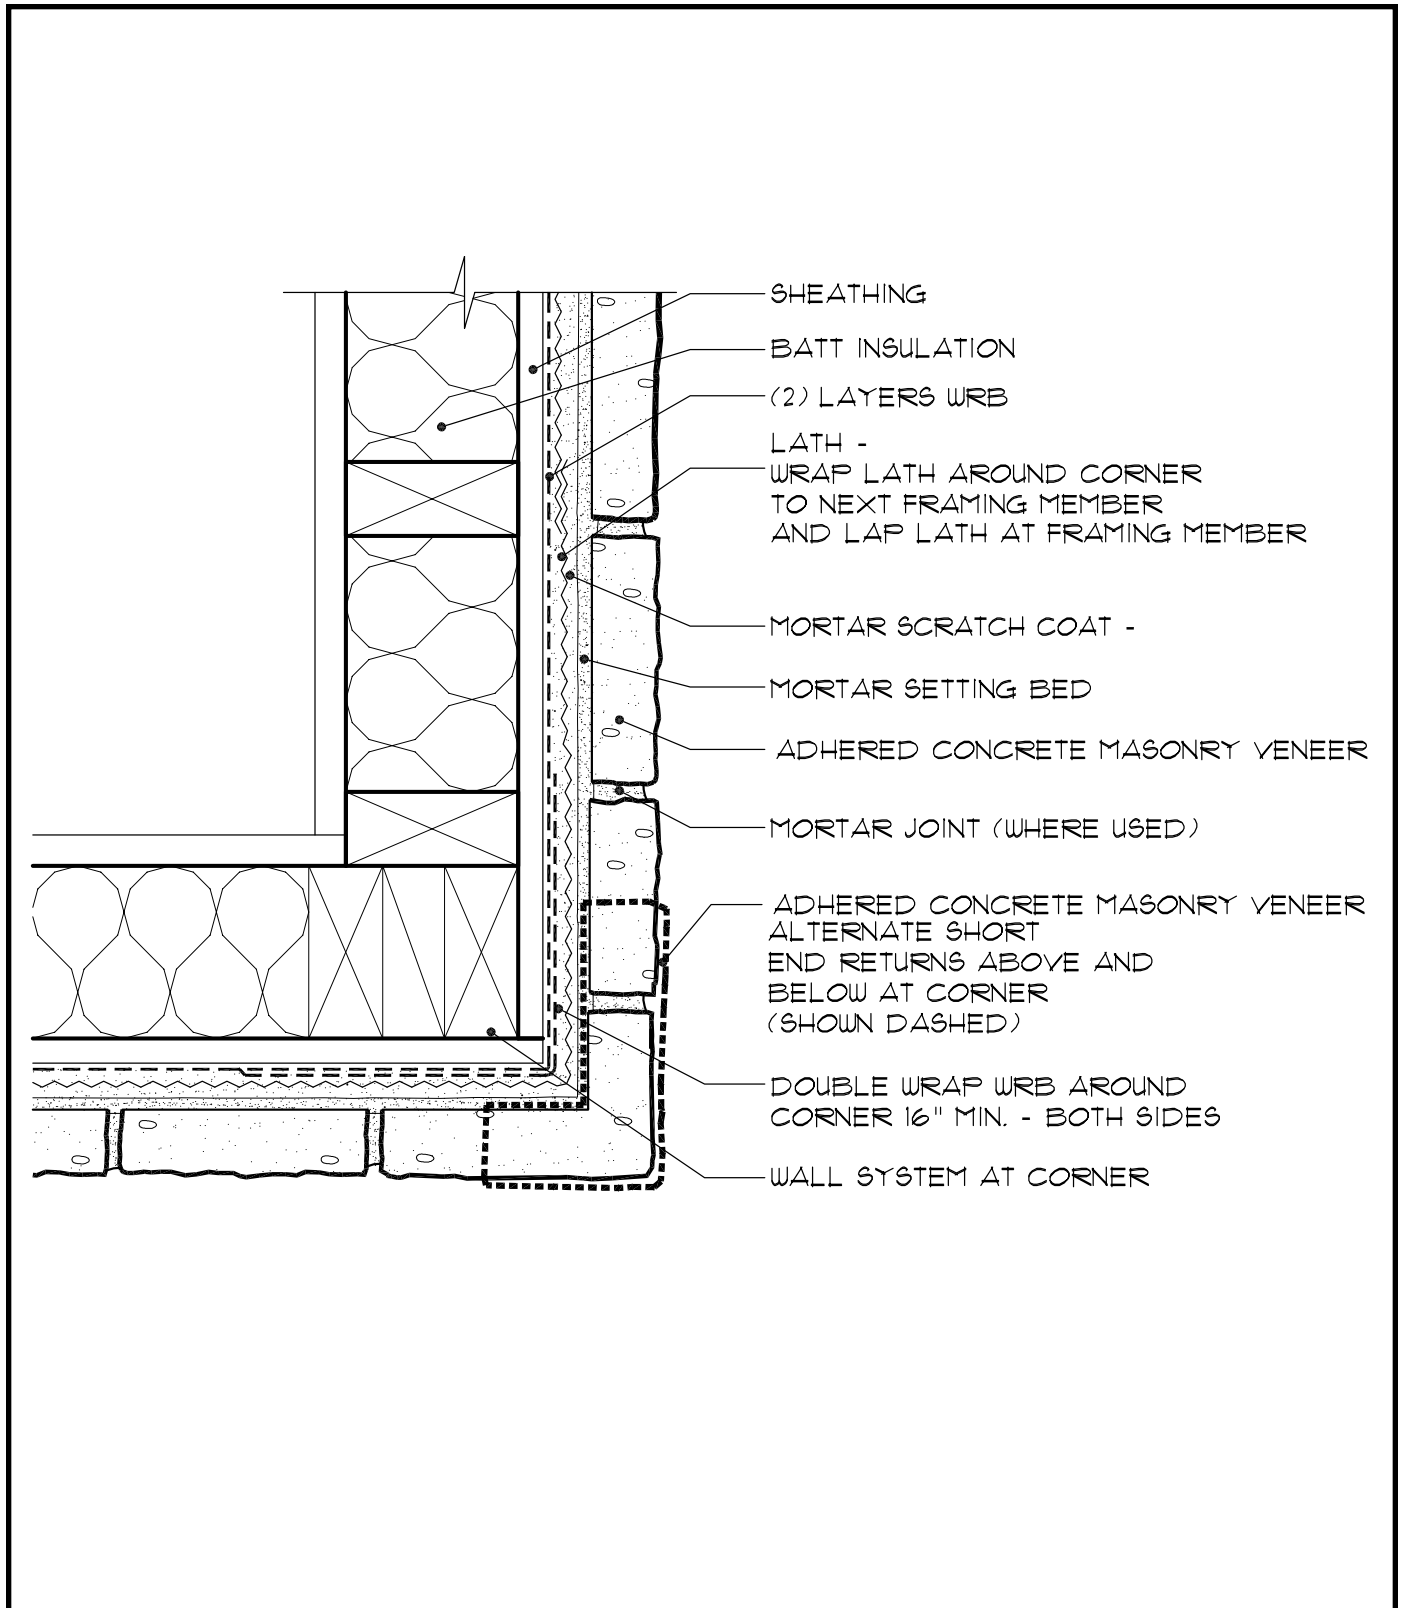 SHEATHING
BATT INSULATION
(2) LAYERS WRB
LATH -
WRAP LATH AROUND CORNER
TO NEXT FRAMING MEMBER
AND LAP LATH AT FRAMING MEMBER
MORTAR SCRATCH COAT -
MORTAR SETTING BED
ADHERED CONCRETE MASONRY VENEER
MORTAR JOINT (WHERE USED)
ADHERED CONCRETE MASONRY VENEER
ALTERNATE SHORT
END RETURNS ABOVE AND
BELOW AT CORNER
(SHOWN DASHED)
DOUBLE WRAP WRB AROUND
CORNER 16" MIN. - BOTH SIDES
WALL SYSTEM AT CORNER